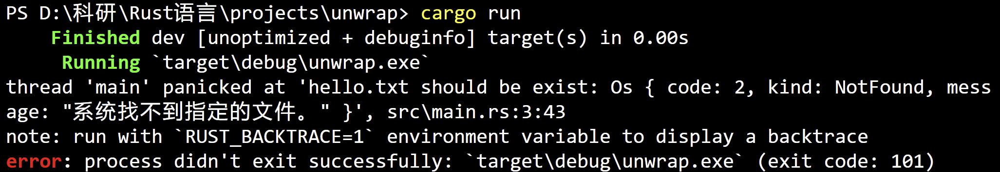 PS D:\科研\Rust语言\projects\unwrap> cargo run
    Finished dev [unoptimized + debuginfo] target(s) in 0.00s
     Running `target\debug\unwrap.exe`
thread 'main' panicked at 'hello.txt should be exist: Os { code: 2, kind: NotFound, mess
age: "系统找不到指定的文件。" }', src\main.rs:3:43
note: run with `RUST_BACKTRACE=1` environment variable to display a backtrace
error: process didn't exit successfully: `target\debug\unwrap.exe` (exit code: 101)